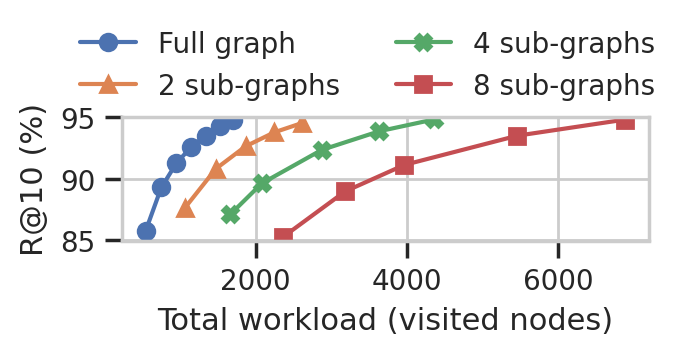 Full graph
4 sub-graphs
2 sub-graphs
8 sub-graphs
R@10 (%)
95
90
85
2000
4000
6000
Total workload (visited nodes)